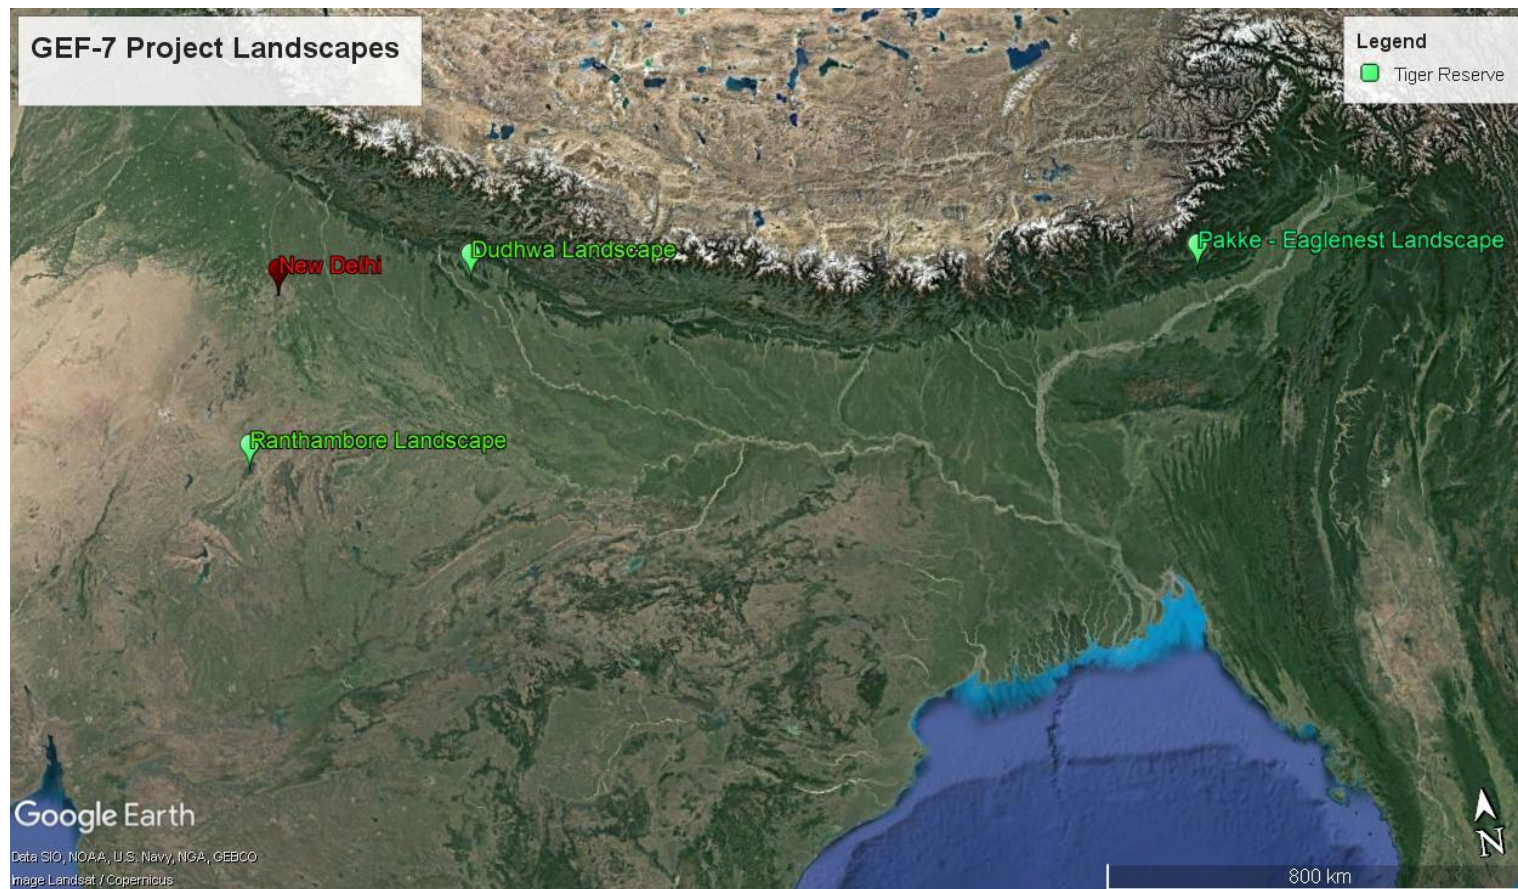 GEF-7 Project Landscapes
Legend
Tiger Reserve
Dudhwa Landscape
Pakke - Eaglenest Landscape
New Delhi
Ranthambore Landscape
Google Earth
Data SIO, NOAA, U.S. Navy, NGA, GEBCO
Image Landsat / Copernicus
800 km
N